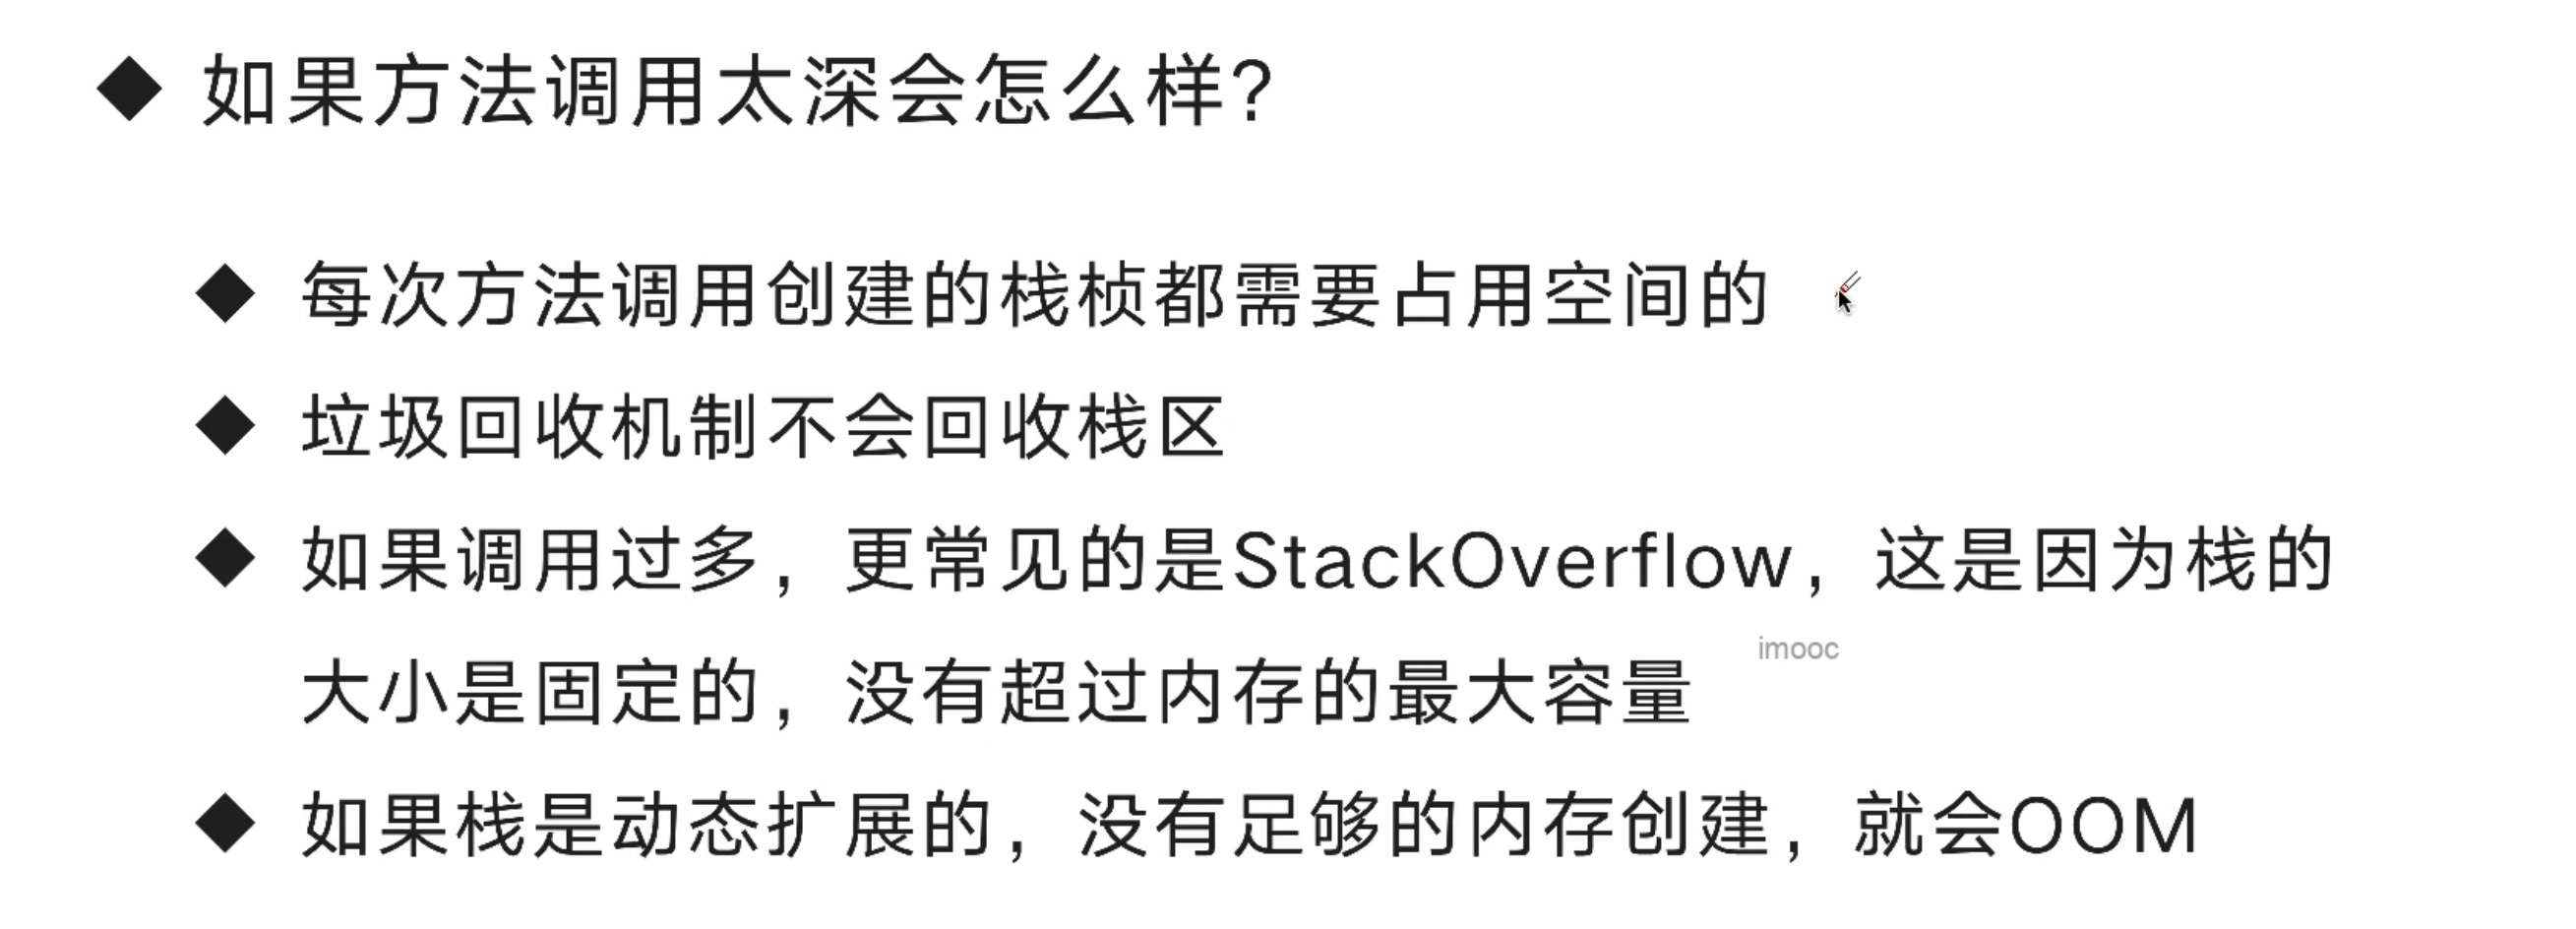 如果方法调用太深会怎么样?
每次方法调用创建的栈桢都需要占用空间的
垃圾回收机制不会回收栈区
如果调用过多，更常见的是StackOverflow，这是因为栈的
imooc
大小是固定的，没有超过内存的最大容量
如果栈是动态扩展的，没有足够的内存创建，就会OOM